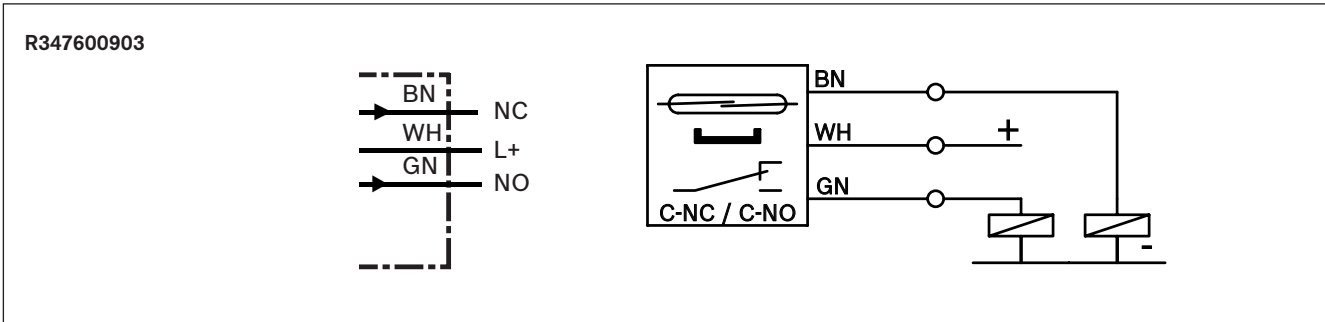 R347600903
BN
NC
WH
L+
GN
NO
BN
WH
+
GN
C-NC / C-NO
-